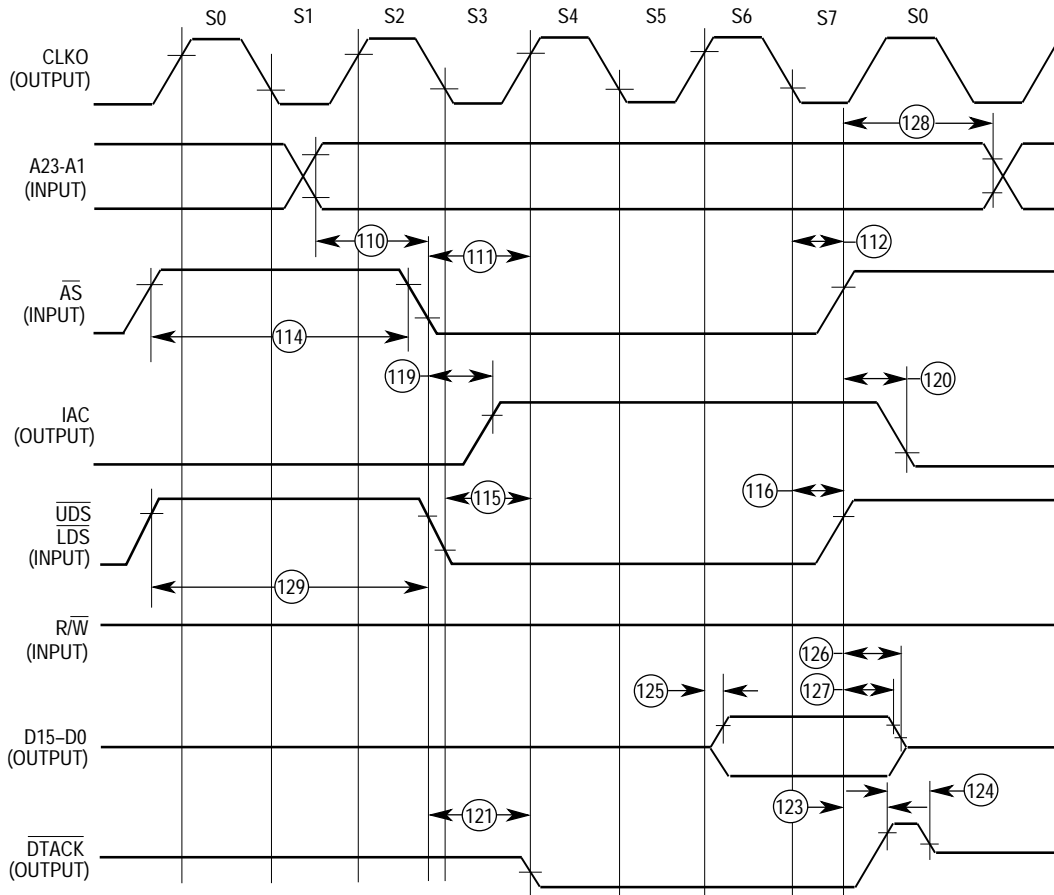 S0 S1 S2 S3 S4 S5 S6 S7 S0
CLKO
(OUTPUT)
128
A23-A1
(INPUT)
110
111
112
AS
(INPUT)
114
119
120
IAC
(OUTPUT)
115
116
UDS
LDS
(INPUT)
129
R/W
(INPUT)
126
125
127
D15–D0
(OUTPUT)
124
123
121
DTACK
(OUTPUT)